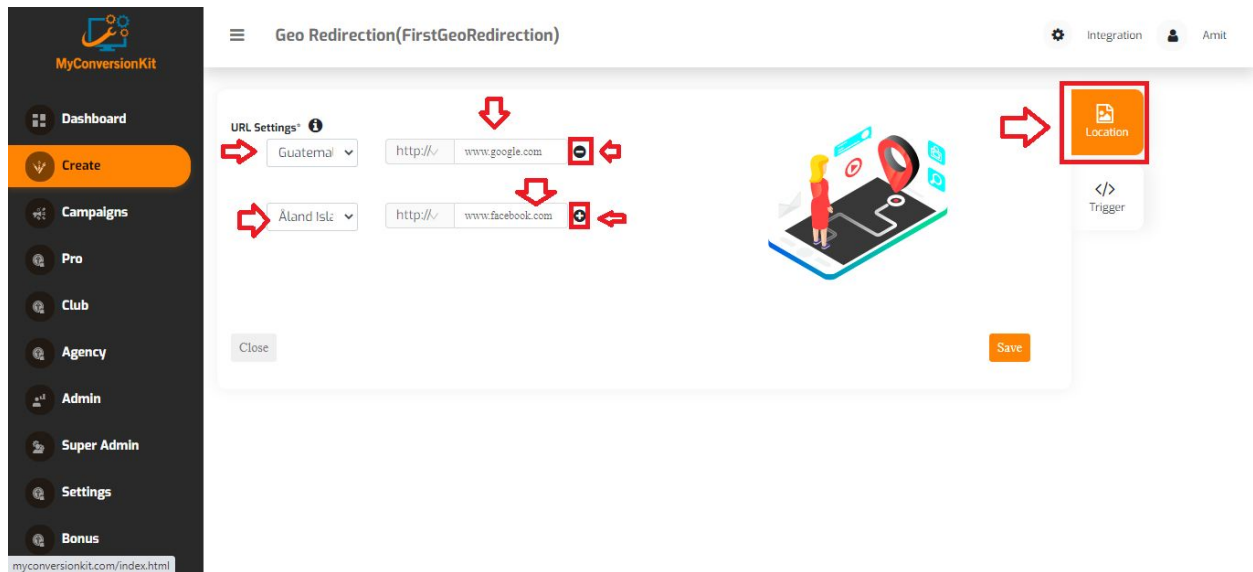 MyConversionKit
Geo Redirection(FirstGeoRedirection)
Integration
Amit
Dashboard
Create
Campaigns
Pro
Club
Agency
Admin
Super Admin
Settings
Bonus
myconversionkit.com/index.html
URL Settings*
Guatemal
http://
www.google.com
Åland Isla
http://
www.facebook.com
Close
Save
Location
</>
Trigger